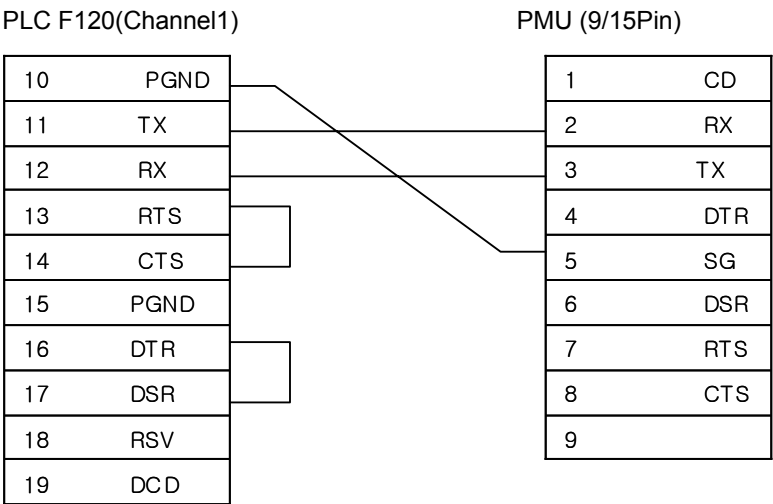 PLC F120(Channel1) PMU (9/15Pin)
10 PGND 1 CD
11 TX 2 RX
12 RX 3 TX
13 RTS 4 DTR
14 CTS 5 SG
15 PGND 6 DSR
16 DTR 7 RTS
17 DSR 8 CTS
18 RSV 9
19 DCD